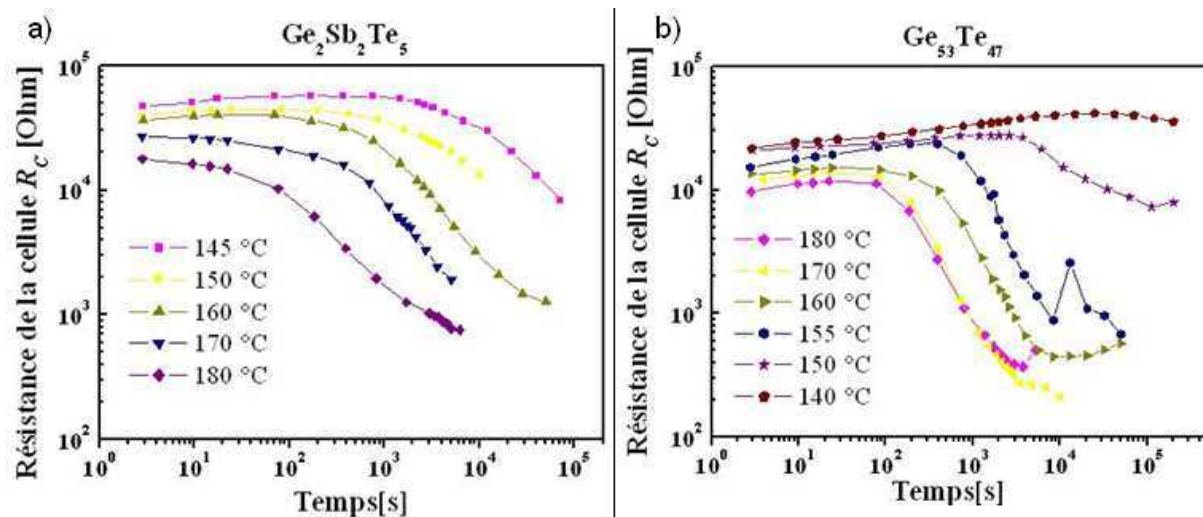 a)
Ge2Sb2Te5
Résistance de la cellule RC [Ohm]
10^5
10^4
10^3
10^2
145 °C
150 °C
160 °C
170 °C
180 °C
10^0 10^1 10^2 10^3 10^4 10^5
Temps[s]
b)
Ge53Te47
Résistance de la cellule RC [Ohm]
10^5
10^4
10^3
10^2
180 °C
170 °C
160 °C
155 °C
150 °C
140 °C
10^0 10^1 10^2 10^3 10^4 10^5
Temps[s]